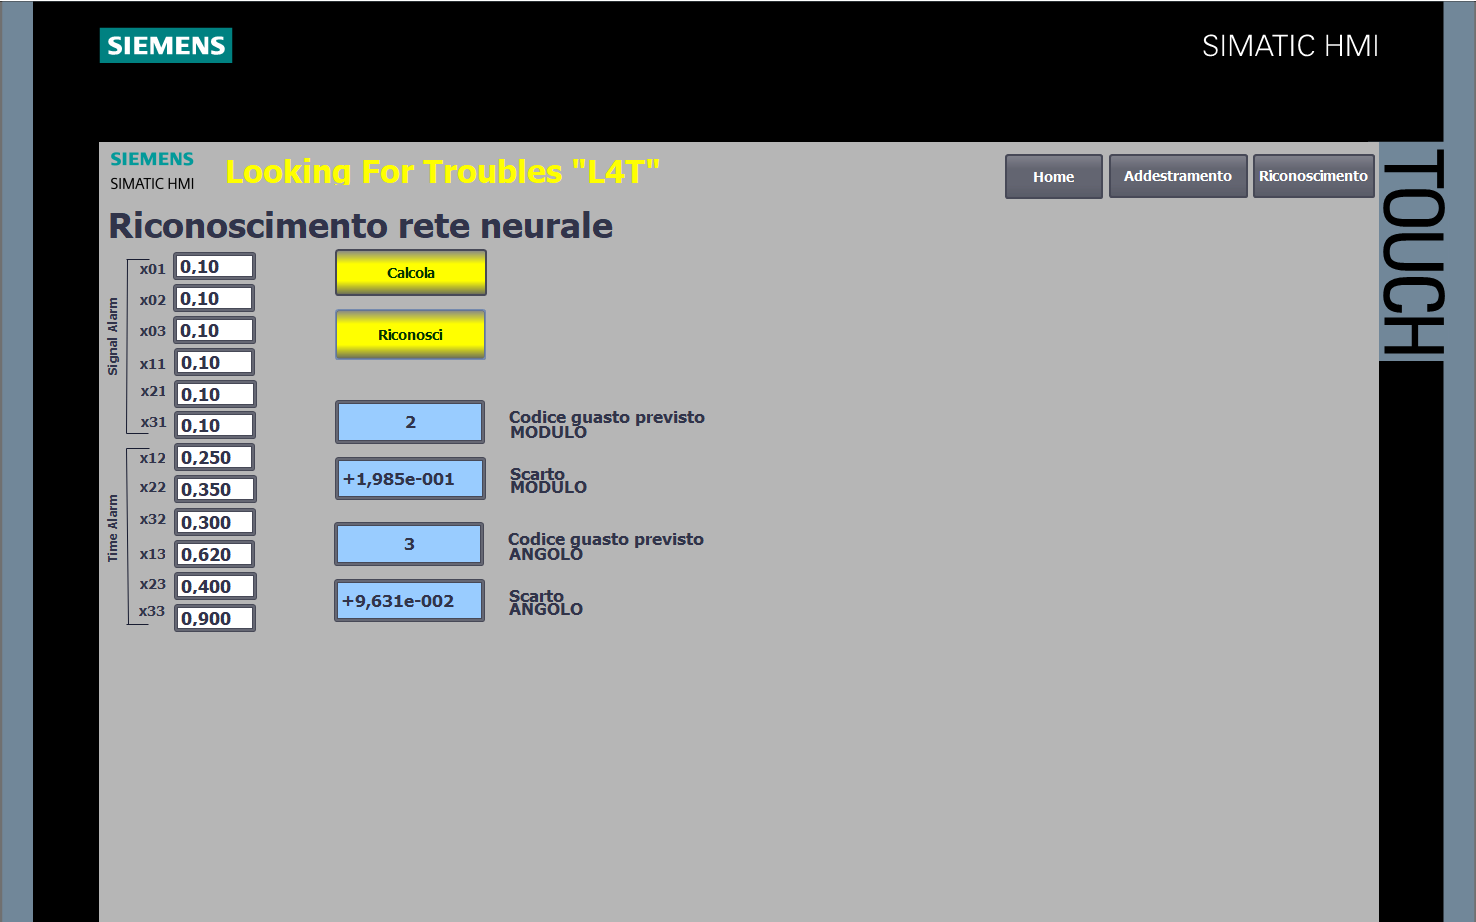 SIEMENS
SIMATIC HMI
TOUCH
SIEMENS
SIMATIC HMI
Looking For Troubles "L4T"
Home
Addestramento
Riconoscimento
Riconoscimento rete neurale
Signal Alarm
x01 0,10
x02 0,10
x03 0,10
x11 0,10
x21 0,10
x31 0,10
Time Alarm
x12 0,250
x22 0,350
x32 0,300
x13 0,620
x23 0,400
x33 0,900
Calcola
Riconosci
2
Codice guasto previsto
MODULO
+1,985e-001
Scarto
MODULO
3
Codice guasto previsto
ANGOLO
+9,631e-002
Scarto
ANGOLO